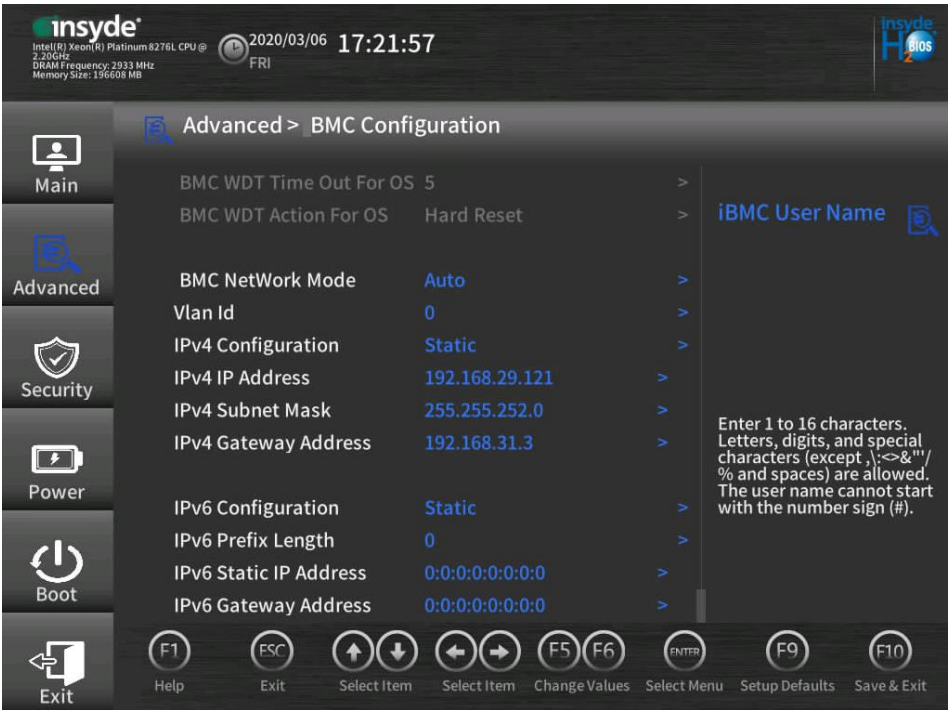 insyde
Intel(R) Xeon(R) Platinum 8276L CPU @
2.20GHz
DRAM Frequency: 2933 MHz
Memory Size: 196608 MB
2020/03/06 17:21:57
FRI
insyde
H2O BIOS
Advanced > BMC Configuration
Main
Advanced
Security
Power
Boot
Exit
BMC WDT Time Out For OS 5 >
BMC WDT Action For OS Hard Reset >
BMC NetWork Mode Auto >
Vlan Id 0 >
IPv4 Configuration Static >
IPv4 IP Address 192.168.29.121 >
IPv4 Subnet Mask 255.255.252.0 >
IPv4 Gateway Address 192.168.31.3 >
IPv6 Configuration Static >
IPv6 Prefix Length 0 >
IPv6 Static IP Address 0:0:0:0:0:0:0:0 >
IPv6 Gateway Address 0:0:0:0:0:0:0:0 >
iBMC User Name
Enter 1 to 16 characters.
Letters, digits, and special
characters (except ,\:<>&"'/
% and spaces) are allowed.
The user name cannot start
with the number sign (#).
F1 ESC F5 F6 ENTER F9 F10
Help Exit Select Item Select Item Change Values Select Menu Setup Defaults Save & Exit